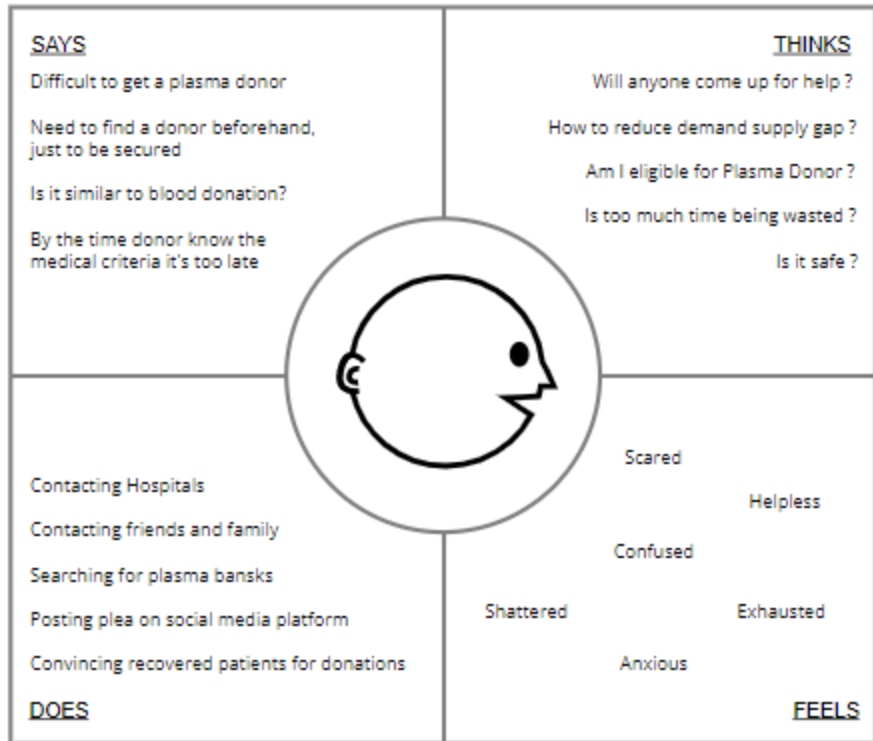 SAYS
Difficult to get a plasma donor
Need to find a donor beforehand,
just to be secured
Is it similar to blood donation?
By the time donor know the
medical criteria it's too late
THINKS
Will anyone come up for help ?
How to reduce demand supply gap ?
Am I eligible for Plasma Donor ?
Is too much time being wasted ?
Is it safe ?
Contacting Hospitals
Contacting friends and family
Searching for plasma bansks
Posting plea on social media platform
Convincing recovered patients for donations
DOES
Scared
Helpless
Confused
Shattered
Exhausted
Anxious
FEELS